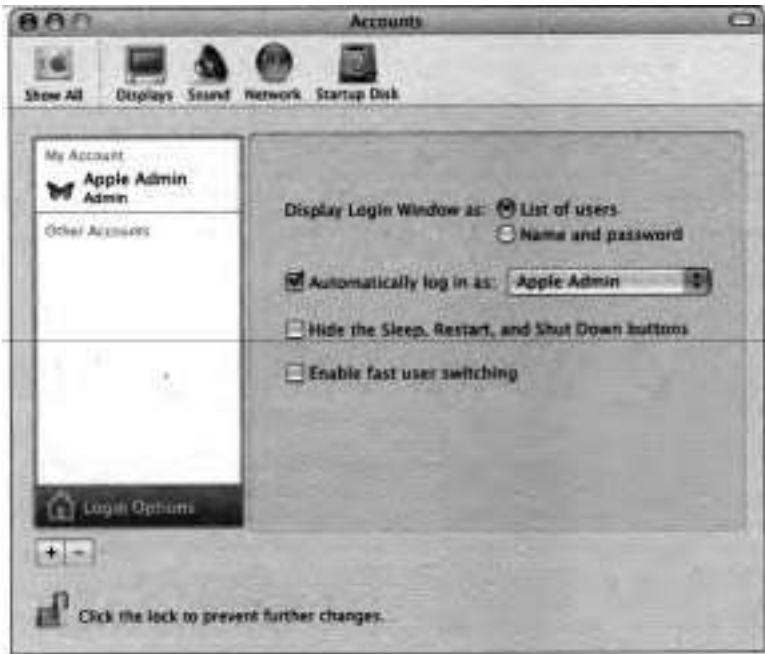 Accounts
Show All Displays Sound Network Startup Disk
My Account
Apple Admin
Admin
Other Accounts
Display Login Window as: List of users
Name and password
Automatically log in as: Apple Admin
Hide the Sleep, Restart, and Shut Down buttons
Enable fast user switching
Login Options
+ -
Click the lock to prevent further changes.